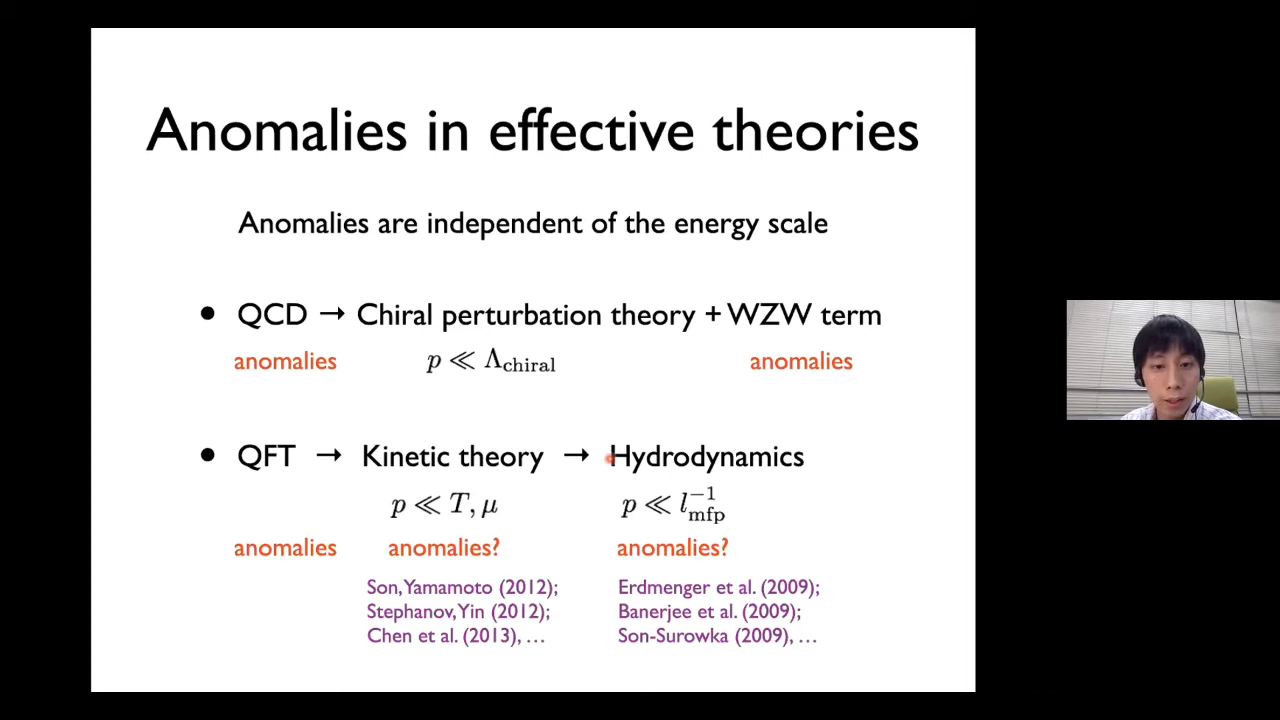 Anomalies in effective theories
Anomalies are independent of the energy scale
• QCD → Chiral perturbation theory + WZW term
anomalies p ≪ Λ_chiral anomalies
• QFT → Kinetic theory → Hydrodynamics
p ≪ T, μ p ≪ l_mfp^{-1}
anomalies anomalies? anomalies?
Son, Yamamoto (2012); Erdmenger et al. (2009);
Stephanov, Yin (2012); Banerjee et al. (2009);
Chen et al. (2013), … Son-Surowka (2009), …